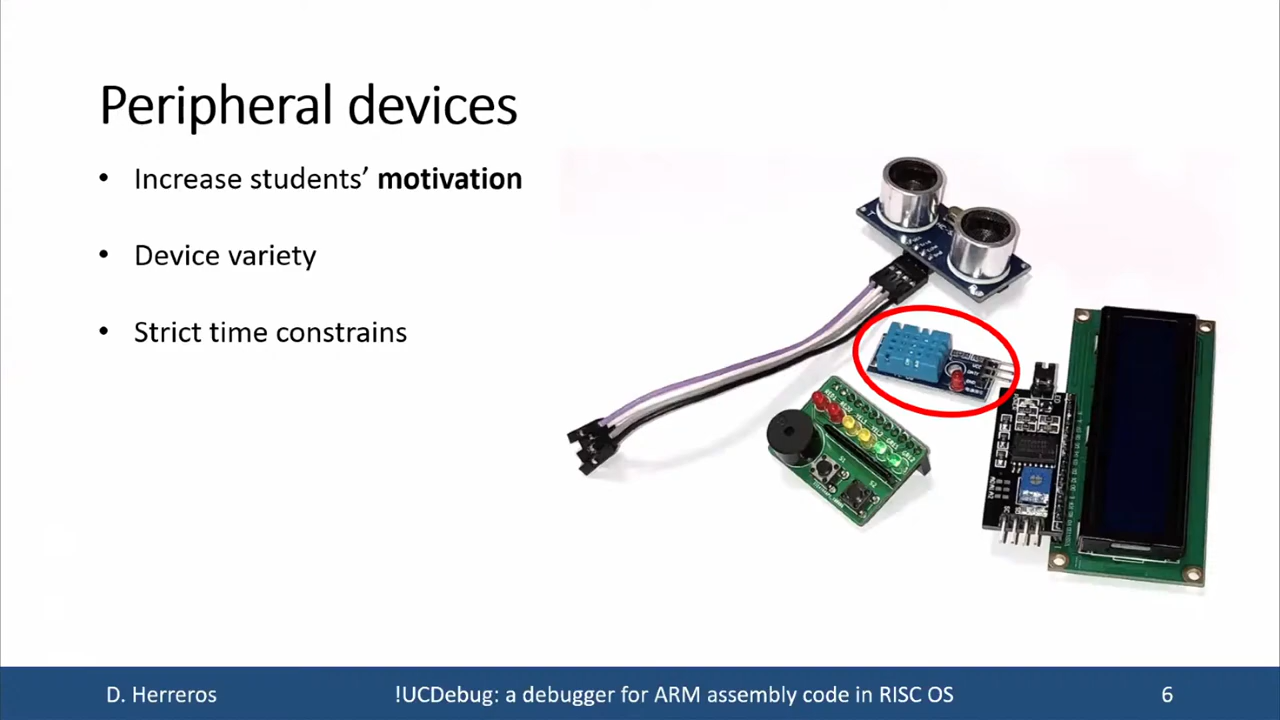 Peripheral devices
• Increase students’ motivation
• Device variety
• Strict time constrains
D. Herreros
!UCDebug: a debugger for ARM assembly code in RISC OS
6